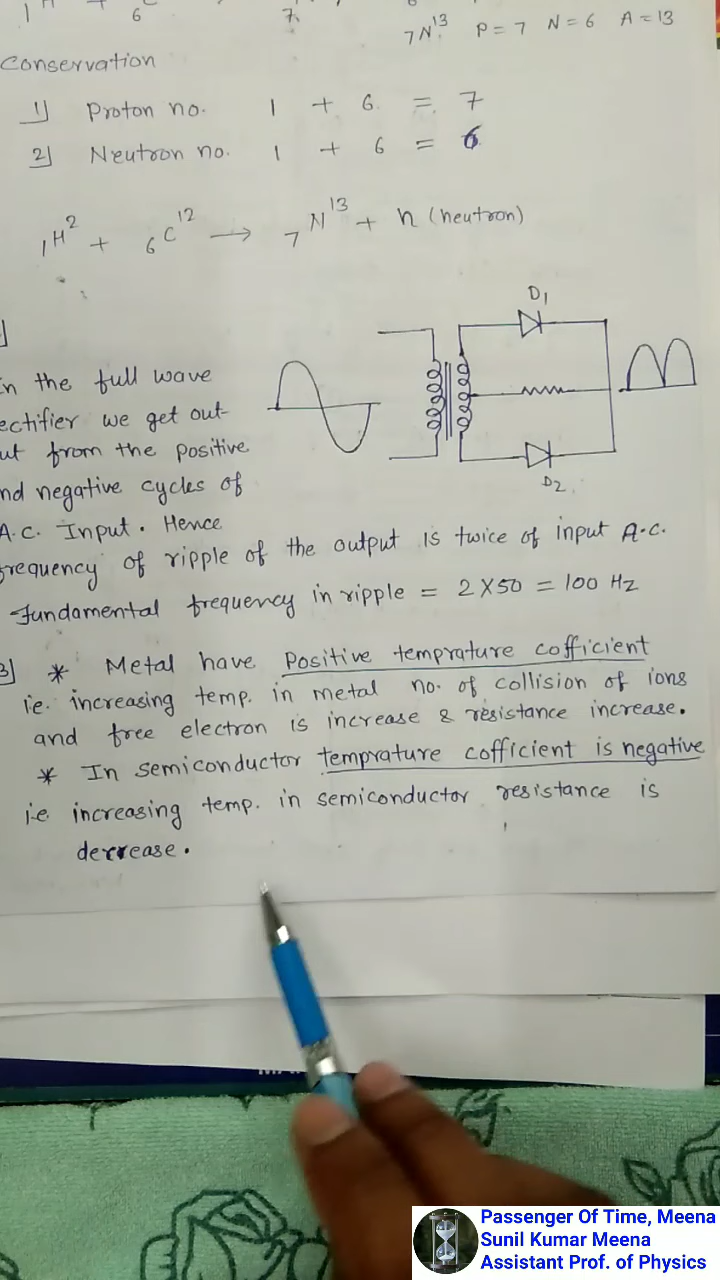 7N13 P = 7 N = 6 A = 13
Conservation
1] Proton no. 1 + 6 = 7
2] Neutron no. 1 + 6 = 6
1H2 + 6C12 → 7N13 + n (neutron)
D1
D2
In the full wave
ectifier we get out-
ut from the positive
nd negative cycles of
A.C. Input. Hence
frequency of ripple of the output is twice of input A.C.
Fundamental frequency in ripple = 2 X 50 = 100 Hz
3] * Metal have Positive temprature cofficient
i.e. increasing temp. in metal no. of collision of ions
and free electron is increase & resistance increase.
* In semiconductor temprature cofficient is negative
i.e increasing temp. in semiconductor resistance is
decrease.
Passenger Of Time, Meena
Sunil Kumar Meena
Assistant Prof. of Physics